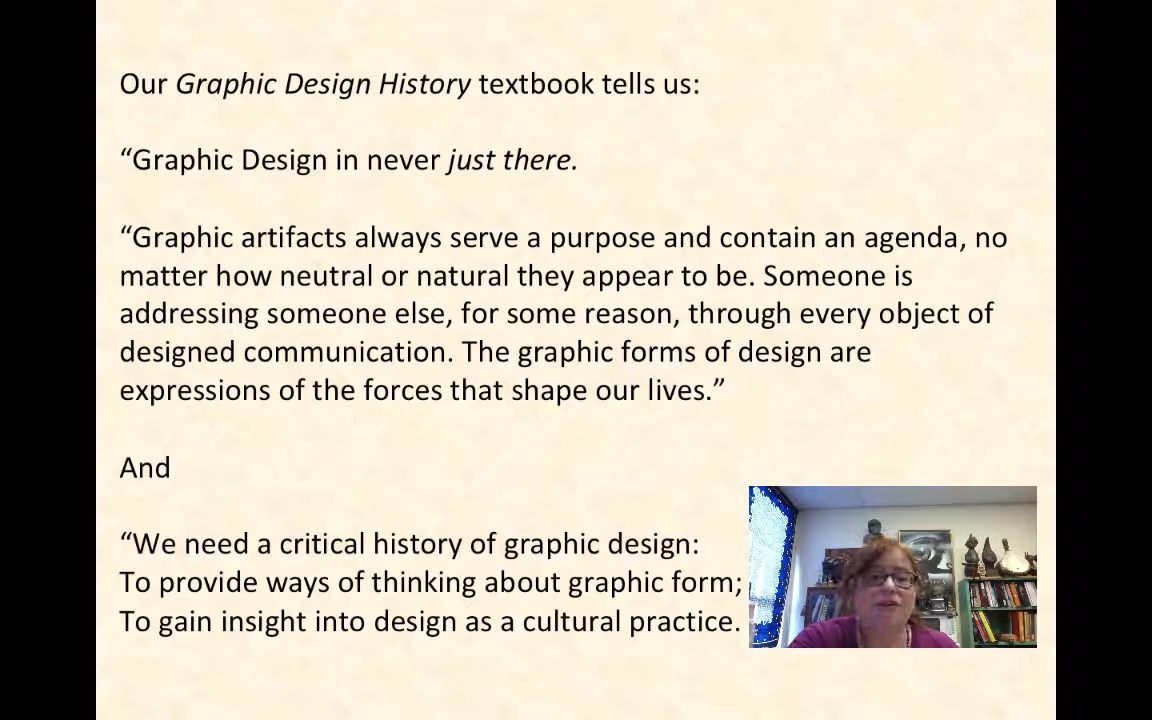 Our Graphic Design History textbook tells us:
“Graphic Design in never just there.
“Graphic artifacts always serve a purpose and contain an agenda, no
matter how neutral or natural they appear to be. Someone is
addressing someone else, for some reason, through every object of
designed communication. The graphic forms of design are
expressions of the forces that shape our lives.”
And
“We need a critical history of graphic design:
To provide ways of thinking about graphic form;
To gain insight into design as a cultural practice.